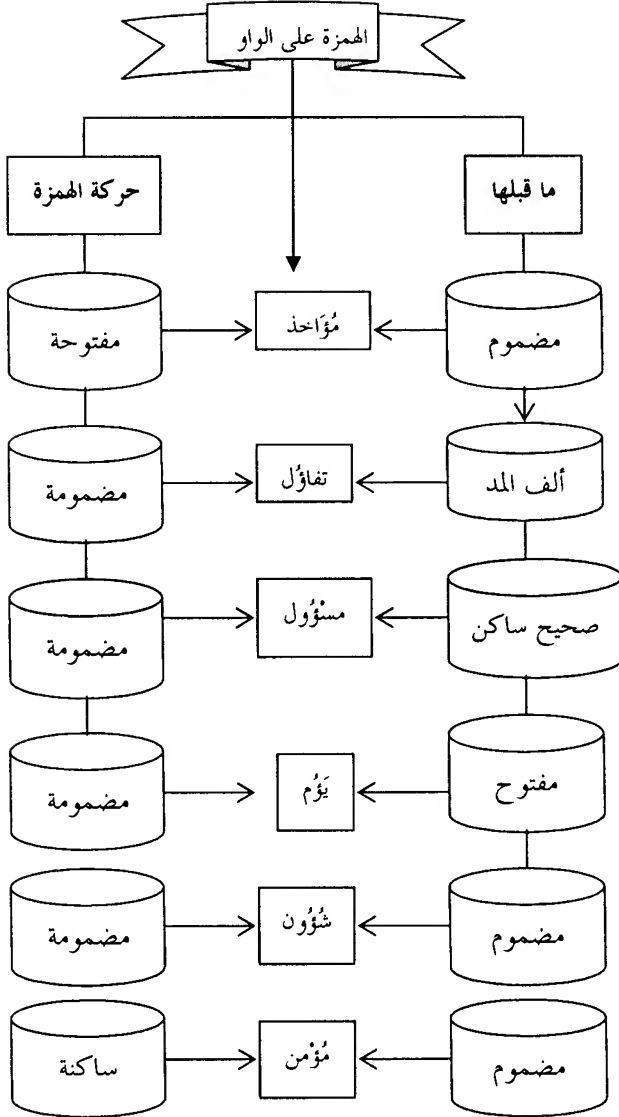 الهمزة على الواو
ما قبلها
حركة الهمزة
مضموم
مُؤَاخذ
مفتوحة
ألف المد
تفاؤُل
مضمومة
صحيح ساكن
مسْؤُول
مضمومة
مفتوح
يَؤُم
مضمومة
مضموم
شُؤُون
مضمومة
مضموم
مُؤْمن
ساكنة